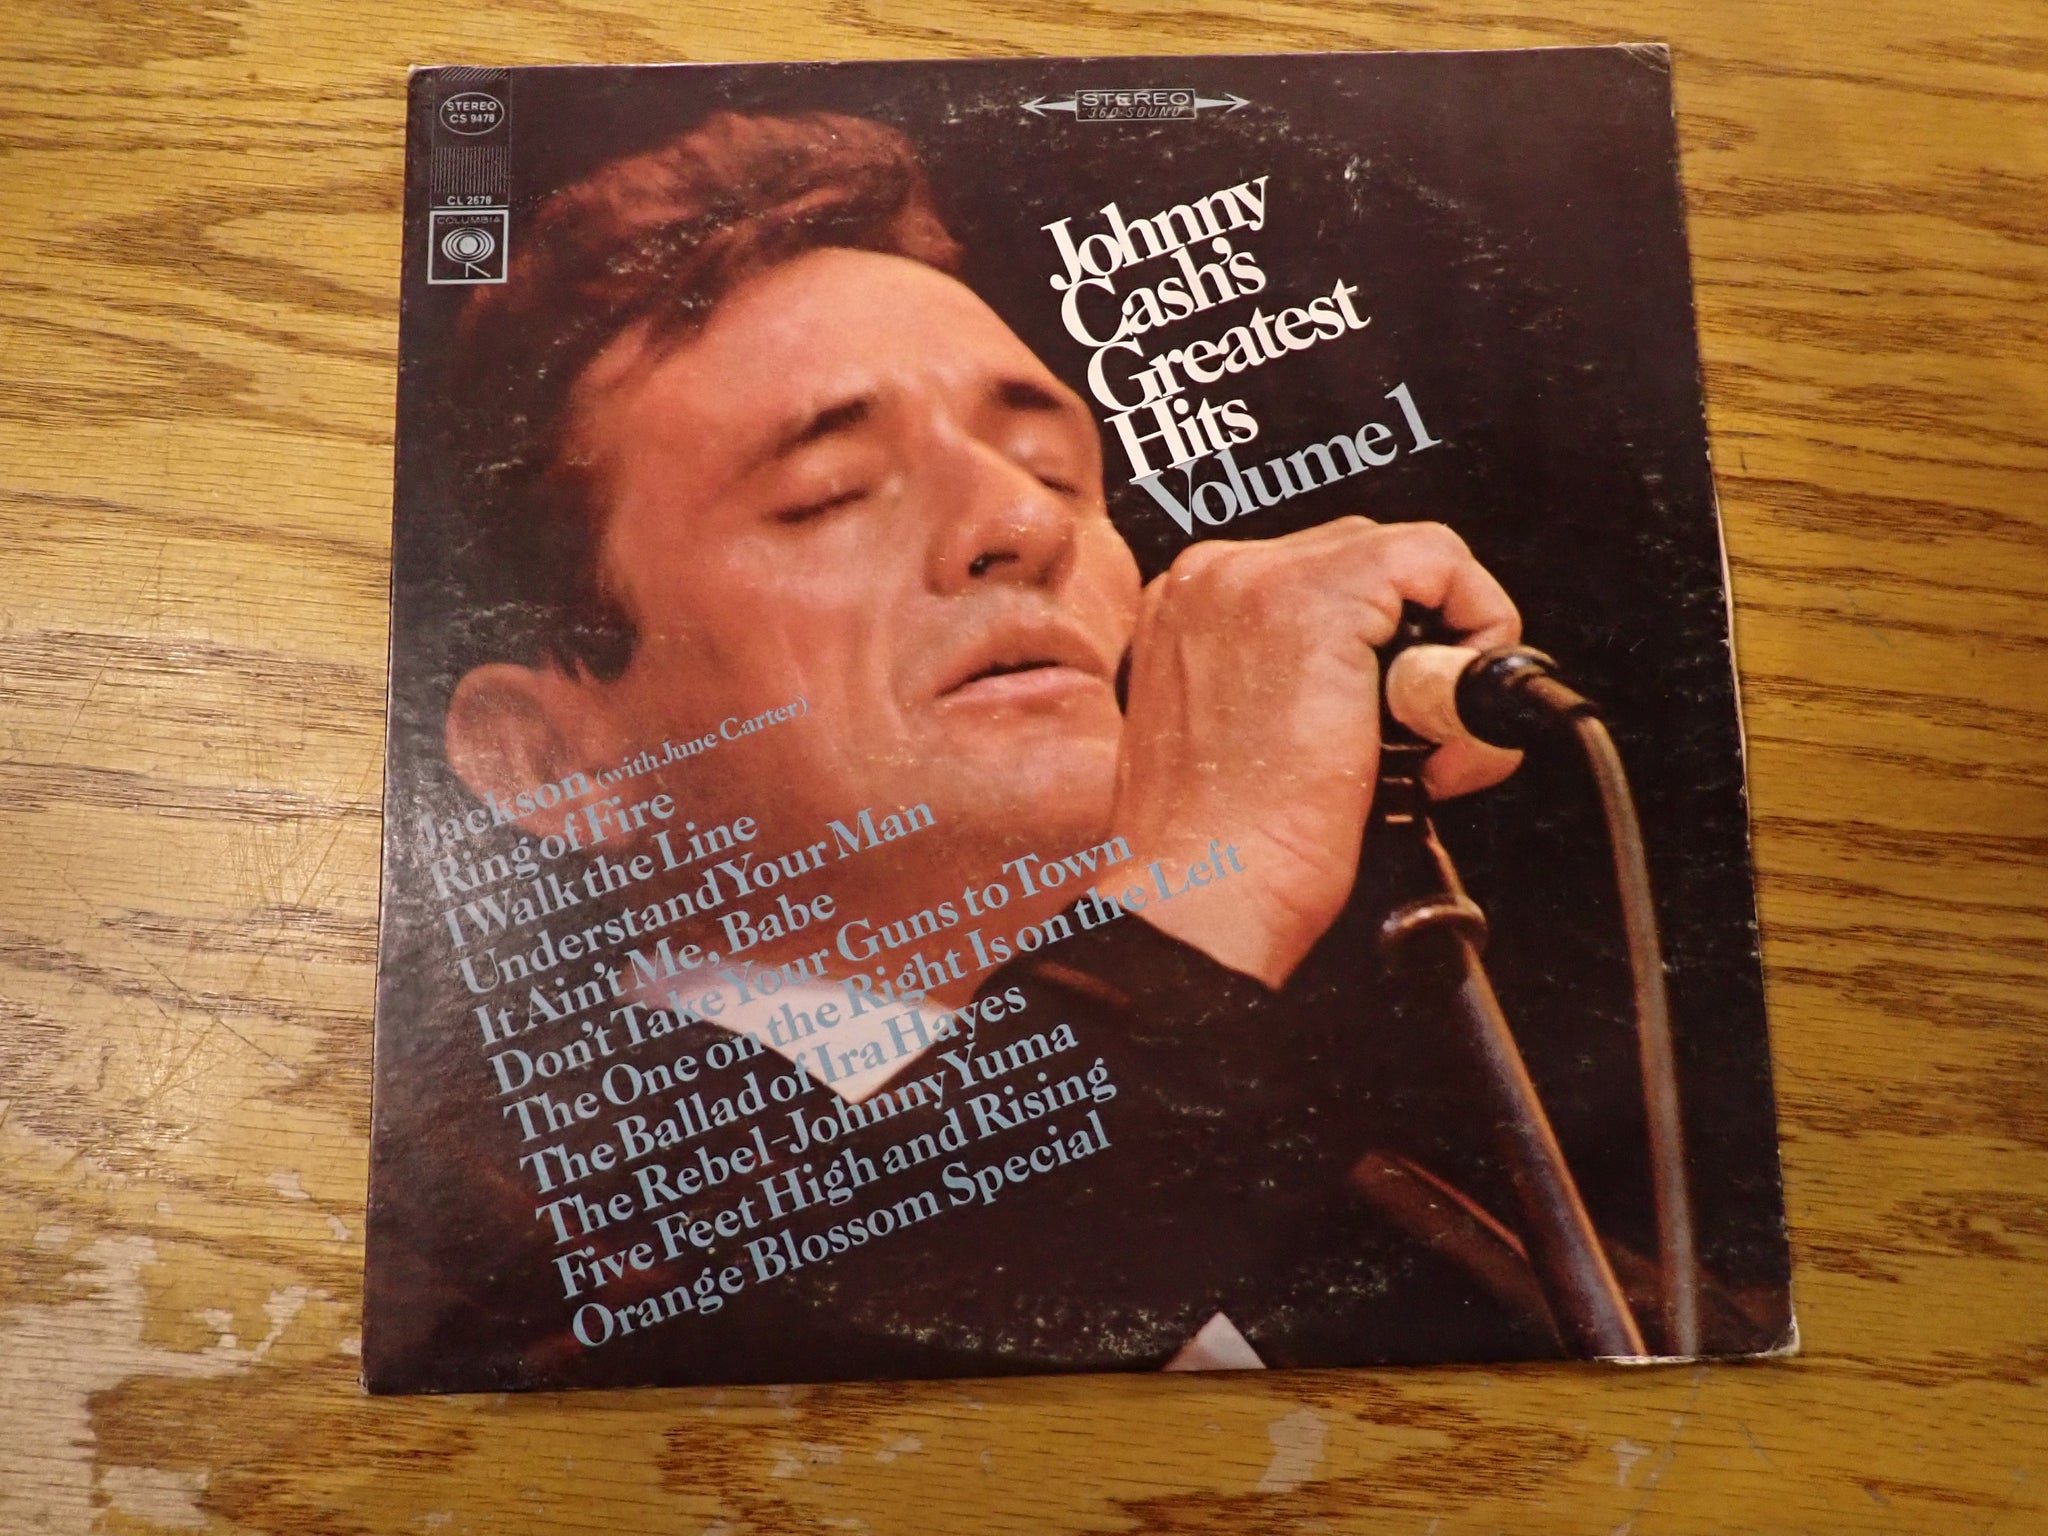 STEREO
CS 9478
CL 2678
COLUMBIA
STEREO
"360 SOUND"
Johnny
Cash's
Greatest
Hits
Volume 1
Jackson (with June Carter)
Ring of Fire
I Walk the Line
Understand Your Man
It Ain't Me, Babe
Don't Take Your Guns to Town
The One on the Right Is on the Left
The Ballad of Ira Hayes
The Rebel-Johnny Yuma
Five Feet High and Rising
Orange Blossom Special